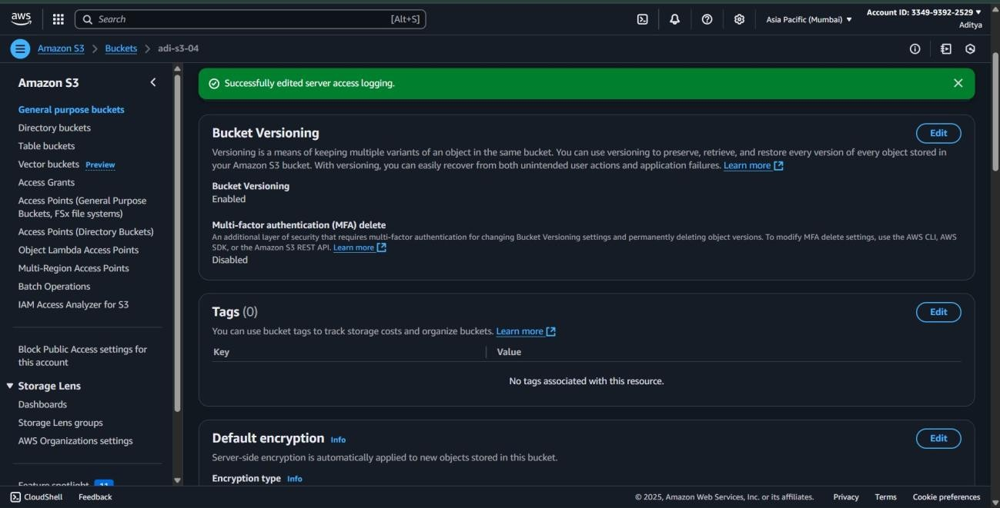 aws
Search [Alt+S]
Asia Pacific (Mumbai)
Account ID: 3349-9392-2529
Aditya
Amazon S3 > Buckets > adi-s3-04
Amazon S3
General purpose buckets
Directory buckets
Table buckets
Vector buckets Preview
Access Grants
Access Points (General Purpose
Buckets, FSx file systems)
Access Points (Directory Buckets)
Object Lambda Access Points
Multi-Region Access Points
Batch Operations
IAM Access Analyzer for S3
Block Public Access settings for
this account
Storage Lens
Dashboards
Storage Lens groups
AWS Organizations settings
Feature spotlight 11
Successfully edited server access logging.
Bucket Versioning
Edit
Versioning is a means of keeping multiple variants of an object in the same bucket. You can use versioning to preserve, retrieve, and restore every version of every object stored in
your Amazon S3 bucket. With versioning, you can easily recover from both unintended user actions and application failures. Learn more
Bucket Versioning
Enabled
Multi-factor authentication (MFA) delete
An additional layer of security that requires multi-factor authentication for changing Bucket Versioning settings and permanently deleting object versions. To modify MFA delete settings, use the AWS CLI, AWS
SDK, or the Amazon S3 REST API. Learn more
Disabled
Tags (0)
Edit
You can use bucket tags to track storage costs and organize buckets. Learn more
Key Value
No tags associated with this resource.
Default encryption Info
Edit
Server-side encryption is automatically applied to new objects stored in this bucket.
Encryption type Info
CloudShell Feedback
© 2025, Amazon Web Services, Inc. or its affiliates. Privacy Terms Cookie preferences